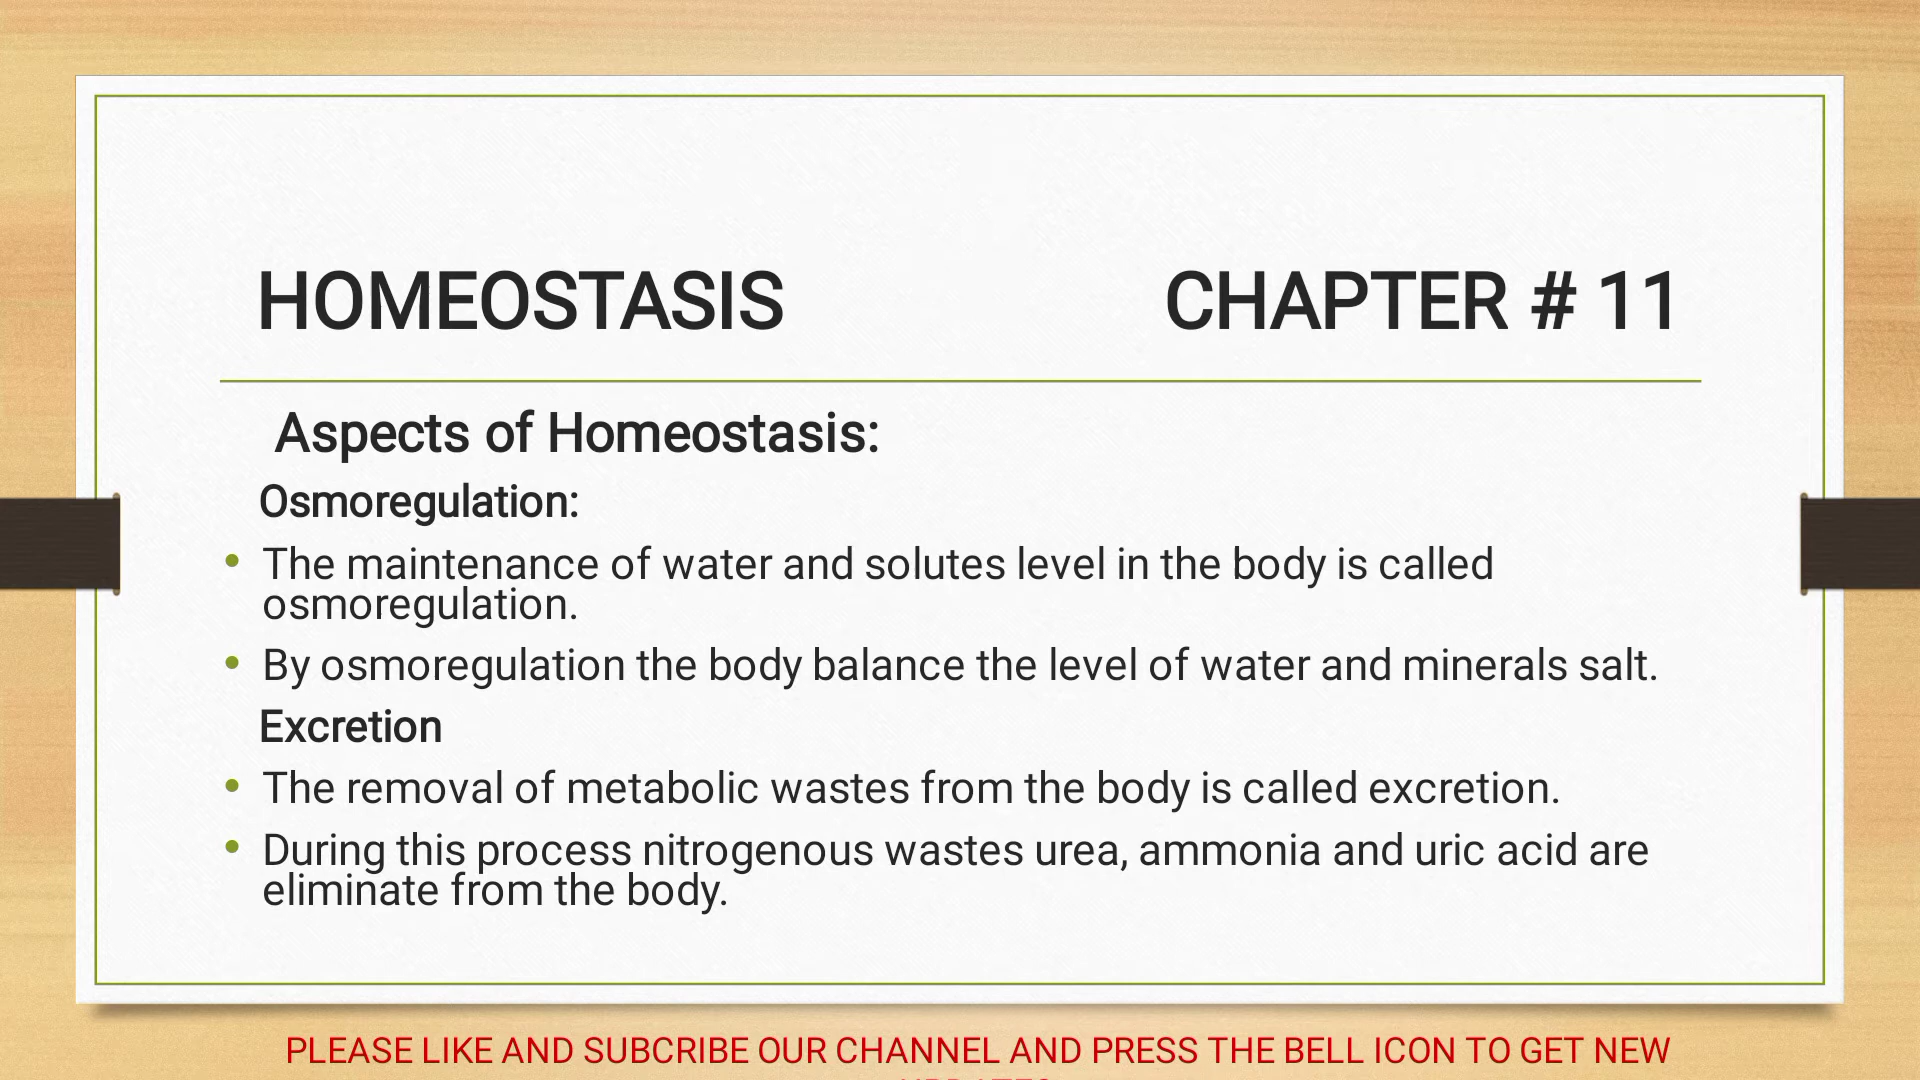 HOMEOSTASIS CHAPTER # 11
Aspects of Homeostasis:
Osmoregulation:
• The maintenance of water and solutes level in the body is called
osmoregulation.
• By osmoregulation the body balance the level of water and minerals salt.
Excretion
• The removal of metabolic wastes from the body is called excretion.
• During this process nitrogenous wastes urea, ammonia and uric acid are
eliminate from the body.
PLEASE LIKE AND SUBCRIBE OUR CHANNEL AND PRESS THE BELL ICON TO GET NEW